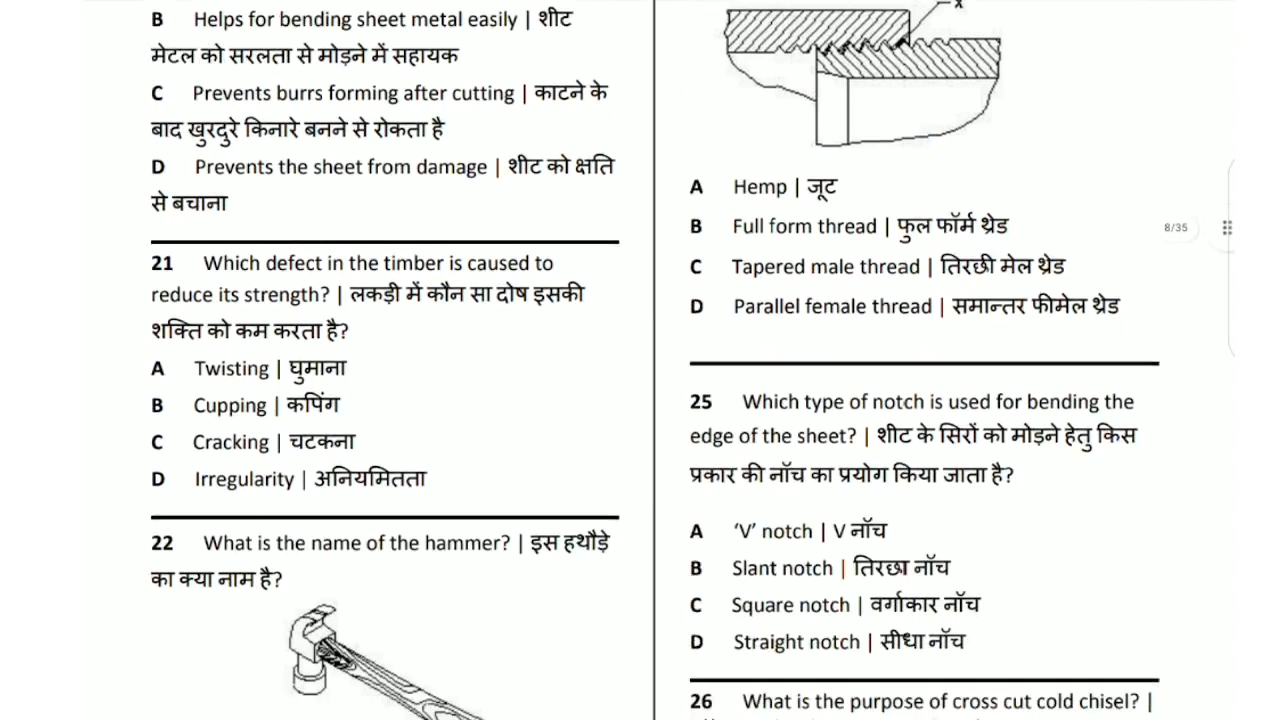 B Helps for bending sheet metal easily | शीट
मेटल को सरलता से मोड़ने में सहायक
C Prevents burrs forming after cutting | काटने के
बाद खुरदुरे किनारे बनने से रोकता है
D Prevents the sheet from damage | शीट को क्षति
से बचाना
21 Which defect in the timber is caused to
reduce its strength? | लकड़ी में कौन सा दोष इसकी
शक्ति को कम करता है?
A Twisting | घुमाना
B Cupping | कपिंग
C Cracking | चटकना
D Irregularity | अनियमितता
22 What is the name of the hammer? | इस हथौड़े
का क्या नाम है?
x
A Hemp | जूट
B Full form thread | फुल फॉर्म थ्रेड
C Tapered male thread | तिरछी मेल थ्रेड
D Parallel female thread | समान्तर फीमेल थ्रेड
25 Which type of notch is used for bending the
edge of the sheet? | शीट के सिरों को मोड़ने हेतु किस
प्रकार की नॉच का प्रयोग किया जाता है?
A ‘V’ notch | V नॉच
B Slant notch | तिरछा नॉच
C Square notch | वर्गाकार नॉच
D Straight notch | सीधा नॉच
26 What is the purpose of cross cut cold chisel? |
8/35